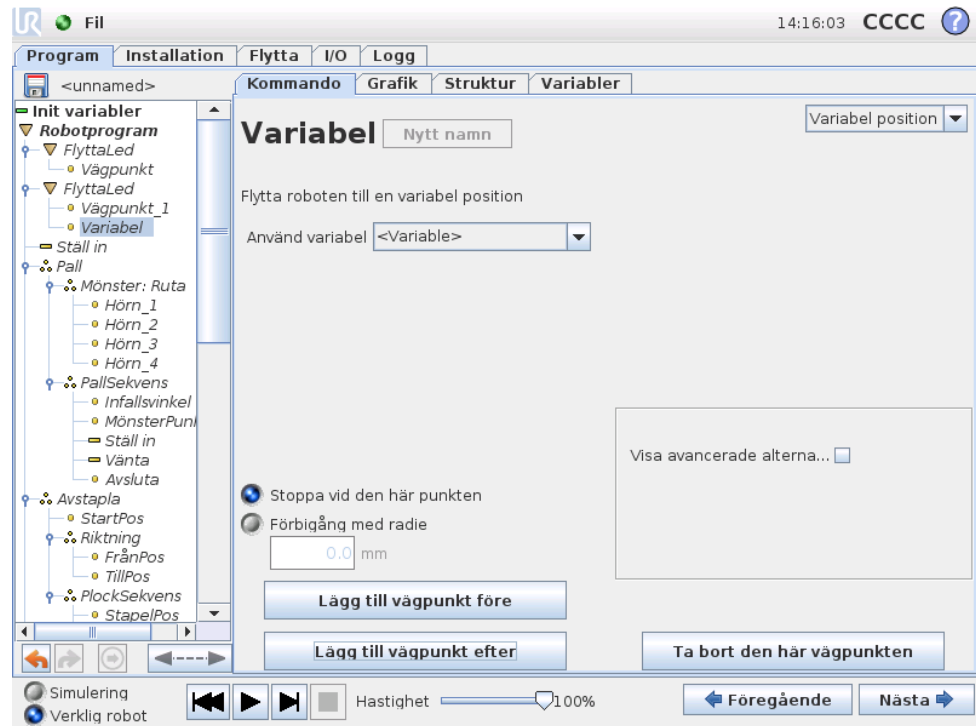 UR Fil 14:16:03 CCCC ?
Program Installation Flytta I/O Logg
<unnamed>
Kommando Grafik Struktur Variabler
Init variabler
Robotprogram
FlyttaLed
Vägpunkt
FlyttaLed
Vägpunkt_1
Variabel
Ställ in
Pall
Mönster: Ruta
Hörn_1
Hörn_2
Hörn_3
Hörn_4
PallSekvens
Infallsvinkel
MönsterPun
Ställ in
Vänta
Avsluta
Avstapla
StartPos
Riktning
FrånPos
TillPos
PlockSekvens
StapelPos
Variabel Nytt namn
Variabel position
Flytta roboten till en variabel position
Använd variabel <Variable>
Visa avancerade alterna...
Stoppa vid den här punkten
Förbigång med radie
0.0 mm
Lägg till vägpunkt före
Lägg till vägpunkt efter
Ta bort den här vägpunkten
Simulering
Verklig robot
Hastighet 100%
Föregående
Nästa